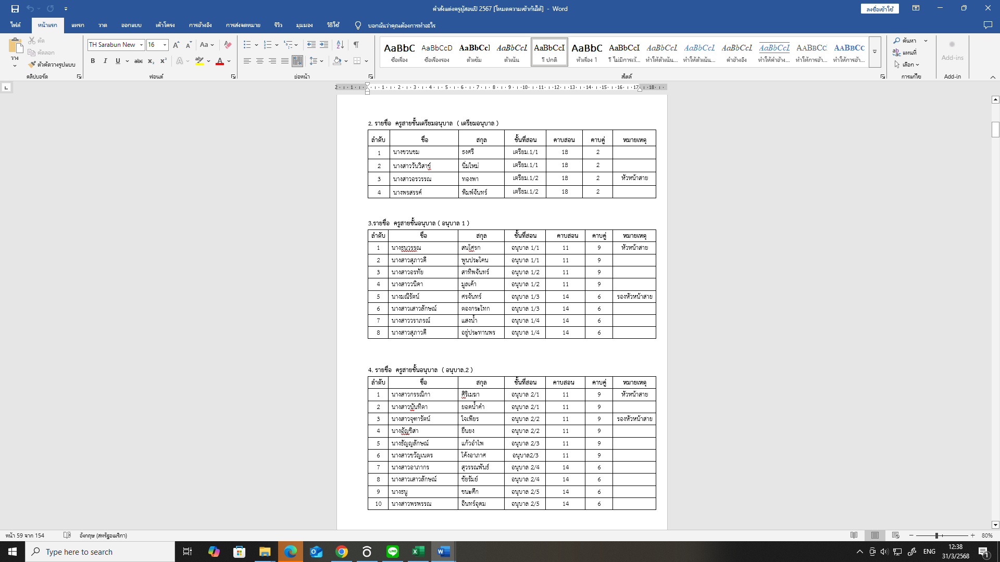 คำสั่งแต่งครูผู้สอนปี 2567 [โหมดความเข้ากันได้] - Word
ลงชื่อเข้าใช้
ไฟล์ หน้าแรก แทรก วาด ออกแบบ เค้าโครง การอ้างอิง การส่งจดหมาย รีวิว มุมมอง วิธีใช้ บอกฉันว่าคุณต้องการทำอะไร
วาง
ตัด
คัดลอก
ตัวคัดวางรูปแบบ
คลิปบอร์ด
TH Sarabun New 16
ฟอนต์
ย่อหน้า
AaBbC AaBbCcD AaBbCcI AaBbCcL AaBbCcI AaBbC AaBbCcI AaBbCcL AaBbCcL AaBbCcL AaBbCcL AABBCC AABBCC
ชื่อเรื่อง ชื่อเรื่องรอง ตัวเข้ม ตัวเน้น ¶ ปกติ หัวเรื่อง 1 ¶ ไม่มีการเว้... ทำให้ตัวเน้น... ทำให้ตัวเน้น... คำอ้างอิง ทำให้คำอ้าง... ทำให้การอ้า... ทำให้การอ้า...
สไตล์
ค้นหา
แทนที่
เลือก
การแก้ไข
Add-ins
Add-in
2 1 1 2 3 4 5 6 7 8 9 10 11 12 13 14 15 16 17 18
2. รายชื่อ ครูสายชั้นเตรียมอนุบาล ( เตรียมอนุบาล )
ลำดับ ชื่อ สกุล ชั้นที่สอน คาบสอน คาบคู่ หมายเหตุ
1 นางชวนชม ธงศรี เตรียม.1/1 18 2
2 นางสาววันวิสาข์ นิ่มใหม่ เตรียม.1/1 18 2
3 นางสาวอรวรรณ ทองพา เตรียม.1/2 18 2 หัวหน้าสาย
4 นางพรสรรค์ พิมพ์จันทร์ เตรียม.1/2 18 2
3.รายชื่อ ครูสายชั้นอนุบาล ( อนุบาล 1 )
ลำดับ ชื่อ สกุล ชั้นที่สอน คาบสอน คาบคู่ หมายเหตุ
1 นางธนวรรณ สนโศรก อนุบาล 1/1 11 9 หัวหน้าสาย
2 นางสาวสุภาวดี พูนประโคน อนุบาล 1/1 11 9
3 นางสาวอรทัย สาทิพจันทร์ อนุบาล 1/2 11 9
4 นางสาววนิดา มูลเค้า อนุบาล 1/2 11 9
5 นางมณีรัตน์ ศรจันทร์ อนุบาล 1/3 14 6 รองหัวหน้าสาย
6 นางสาวเสาวลักษณ์ ตองกระโทก อนุบาล 1/3 14 6
7 นางสาววราภรณ์ แสงน้ำ อนุบาล 1/4 14 6
8 นางสาวสุภาวดี อยู่ประทานพร อนุบาล 1/4 14 6
4. รายชื่อ ครูสายชั้นอนุบาล ( อนุบาล.2 )
ลำดับ ชื่อ สกุล ชั้นที่สอน คาบสอน คาบคู่ หมายเหตุ
1 นางสาวกรรณิกา ศิริเมฆา อนุบาล 2/1 11 9 หัวหน้าสาย
2 นางสาวนันทิตา ยอดน้ำคำ อนุบาล 2/1 11 9
3 นางสาวจุฑารัตน์ ใจเพียร อนุบาล 2/2 11 9 รองหัวหน้าสาย
4 นางอัญชิสา ยืนยง อนุบาล 2/2 11 9
5 นางธัญญลักษณ์ แก้วอำไพ อนุบาล 2/3 11 9
6 นางสาวขวัญเนตร โค้งอาภาศ อนุบาล2/3 11 9
7 นางสาวอาภากร สุวรรณพันธ์ อนุบาล 2/4 14 6
8 นางสาวเสาวลักษณ์ ชัยรัมย์ อนุบาล 2/4 14 6
9 นางธนู ชนะศึก อนุบาล 2/5 14 6
10 นางสาวพรพรรณ อินทร์อุดม อนุบาล 2/5 14 6
หน้า 59 จาก 154 อังกฤษ (สหรัฐอเมริกา) 80%
Type here to search
ENG
12:38
31/3/2568